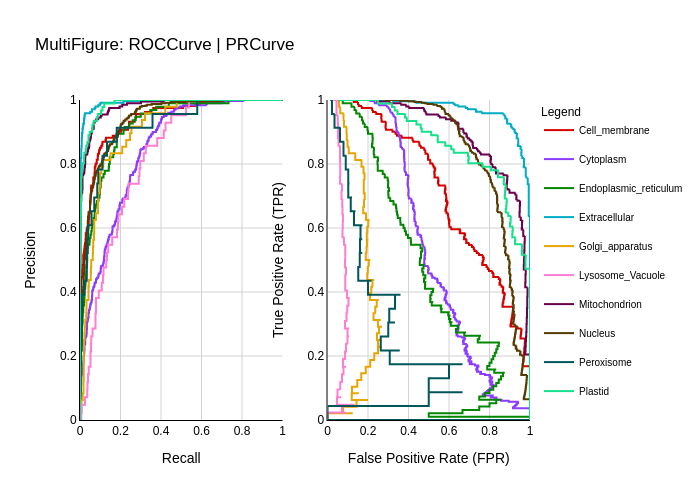 MultiFigure: ROCCurve | PRCurve
Precision
1
0.8
0.6
0.4
0.2
0
0 0.2 0.4 0.6 0.8 1
Recall
True Positive Rate (TPR)
1
0.8
0.6
0.4
0.2
0
0 0.2 0.4 0.6 0.8 1
False Positive Rate (FPR)
Legend
Cell_membrane
Cytoplasm
Endoplasmic_reticulum
Extracellular
Golgi_apparatus
Lysosome_Vacuole
Mitochondrion
Nucleus
Peroxisome
Plastid